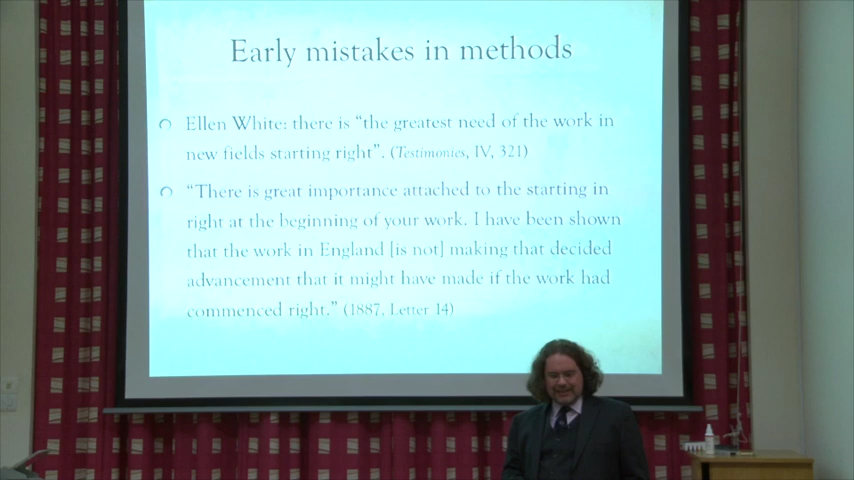 Early mistakes in methods
Ellen White: there is “the greatest need of the work in
new fields starting right”. (Testimonies, IV, 321)
“There is great importance attached to the starting in
right at the beginning of your work. I have been shown
that the work in England [is not] making that decided
advancement that it might have made if the work had
commenced right.” (1887, Letter 14)